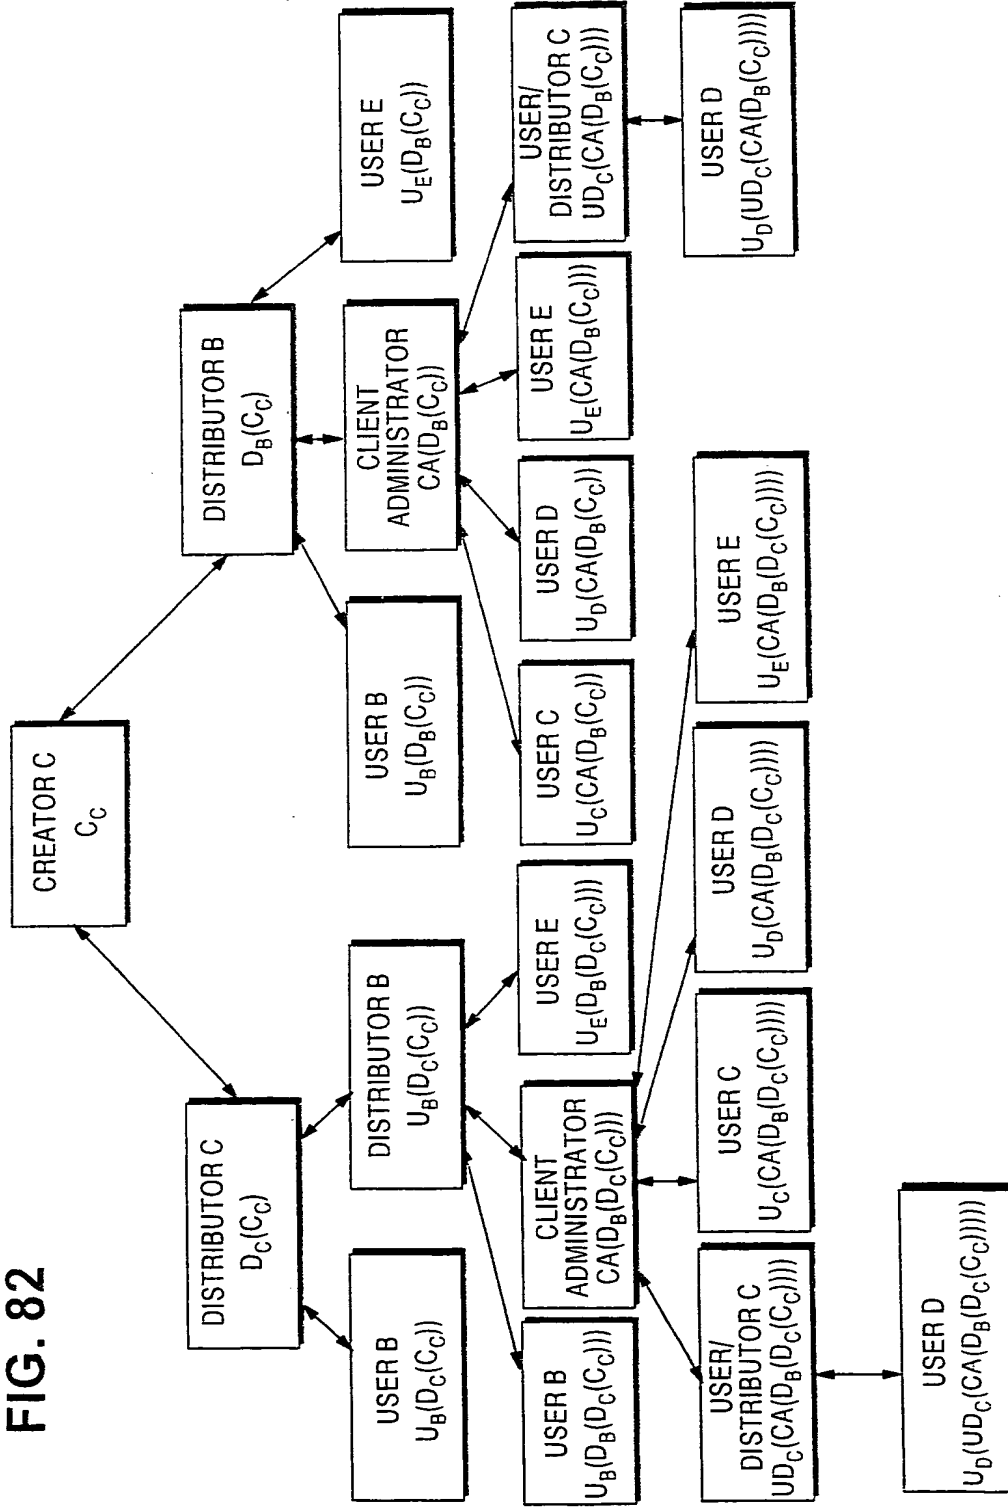 FIG. 82
CREATOR C
C_C
DISTRIBUTOR C
D_C(C_C)
DISTRIBUTOR B
D_B(C_C)
USER B
U_B(D_C(C_C))
DISTRIBUTOR B
U_B(D_C(C_C))
USER B
U_B(D_B(C_C))
CLIENT
ADMINISTRATOR
CA(D_B(C_C))
USER E
U_E(D_B(C_C))
USER B
U_B(D_B(D_C(C_C)))
CLIENT
ADMINISTRATOR
CA(D_B(D_C(C_C)))
USER E
U_E(D_B(D_C(C_C)))
USER C
U_C(CA(D_B(C_C)))
USER D
U_D(CA(D_B(C_C)))
USER E
U_E(CA(D_B(C_C)))
USER/
DISTRIBUTOR C
UD_C(CA(D_B(C_C)))
USER/
DISTRIBUTOR C
UD_C(CA(D_B(D_C(C_C))))
USER C
U_C(CA(D_B(D_C(C_C))))
USER D
U_D(CA(D_B(D_C(C_C))))
USER E
U_E(CA(D_B(D_C(C_C))))
USER D
U_D(UD_C(CA(D_B(C_C))))
USER D
U_D(UD_C(CA(D_B(D_C(C_C)))))